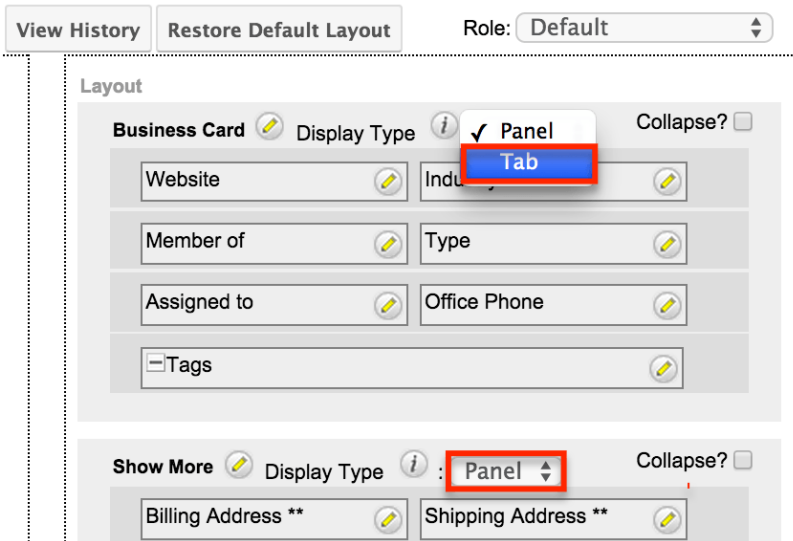 View History Restore Default Layout Role: Default
Layout
Business Card Display Type i ✓ Panel Collapse?
Tab
Website
Member of Type
Assigned to Office Phone
Tags
Show More Display Type i : Panel Collapse?
Billing Address ** Shipping Address **